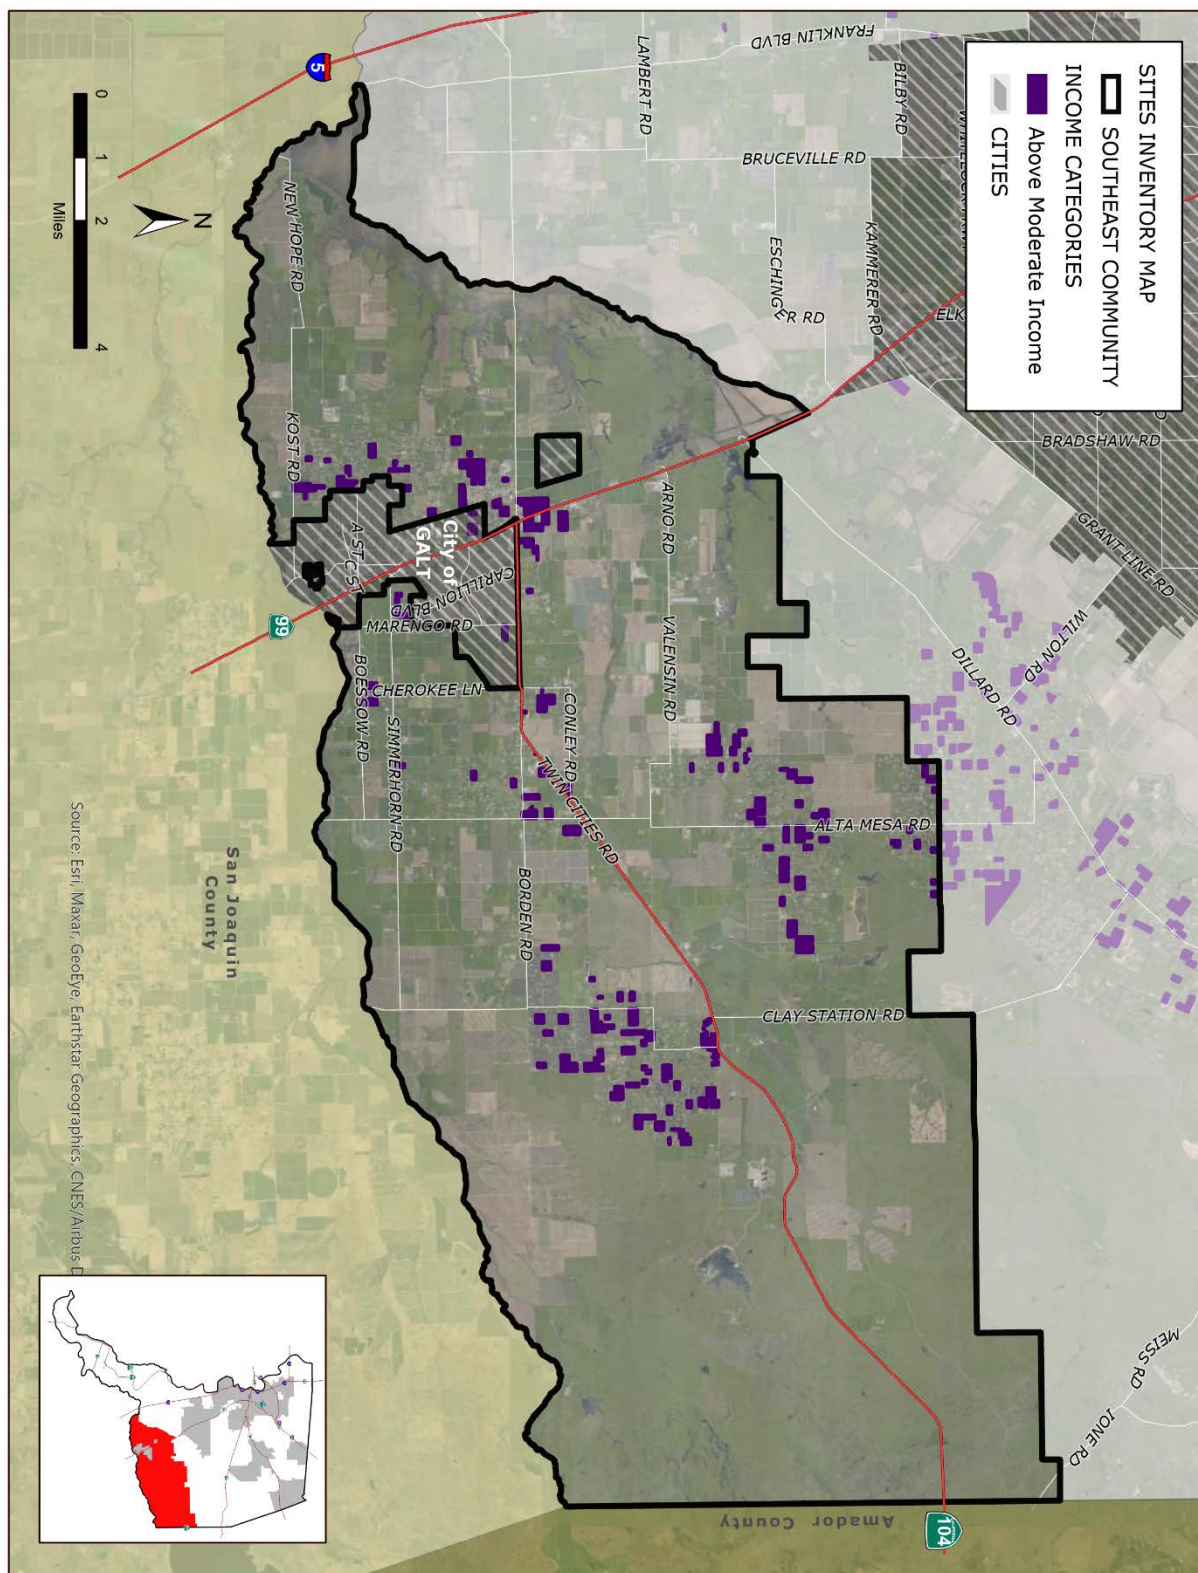 SITES INVENTORY MAP
SOUTHEAST COMMUNITY
INCOME CATEGORIES
Above Moderate Income
CITIES
FRANKLIN BLVD
LAMBERT RD
BILBY RD
BRUCEVILLE RD
KAMMERER RD
ESCHINGER RD
ELK
BRADSHAW RD
GRANT LINE RD
WILTON RD
DILLARD RD
5
NEW HOPE RD
KOST RD
ARNO RD
VALENSIN RD
City of
GALT
A ST
C ST
CARILLION BLVD
MARENGO RD
CHEROKEE LN
BOESSOW RD
SIMMERHORN RD
CONLEY RD
TWIN CITIES RD
ALTA MESA RD
BORDEN RD
CLAY STATION RD
MEISS RD
IONE RD
99
104
San Joaquin
County
Amador County
N
0 1 2 4
Miles
Source: Esri, Maxar, GeoEye, Earthstar Geographics, CNES/Airbus D